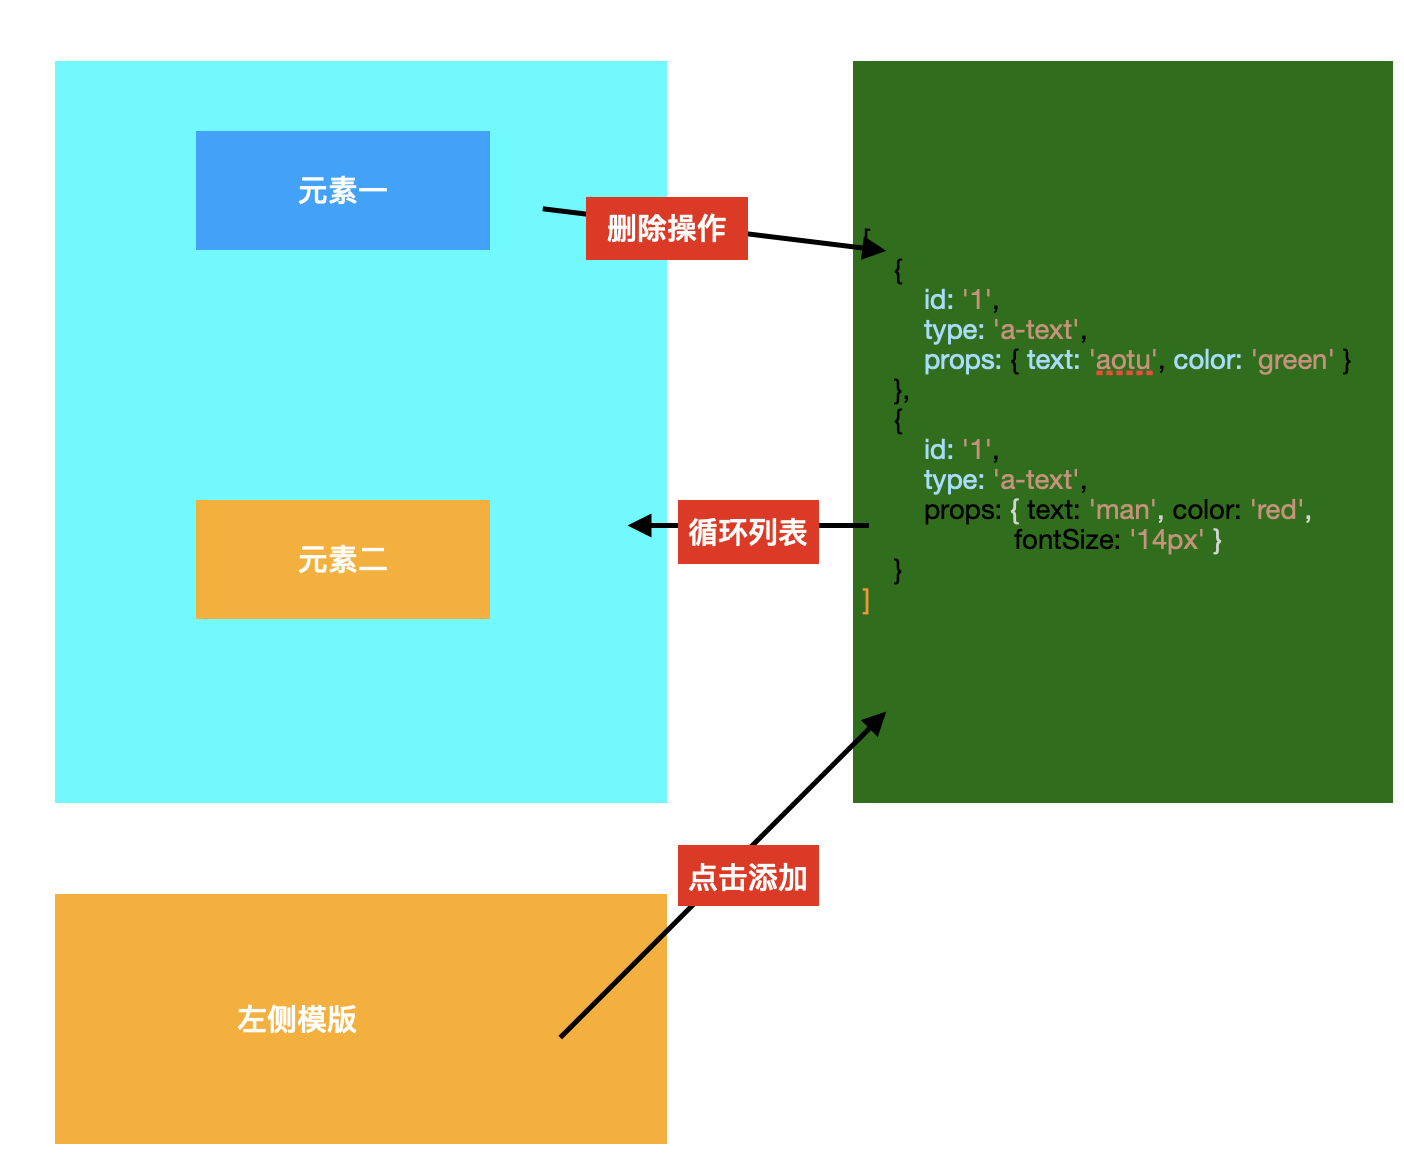 元素一
删除操作
[
{
id: '1',
type: 'a-text',
props: { text: 'aotu', color: 'green' }
},
{
id: '1',
type: 'a-text',
props: { text: 'man', color: 'red',
fontSize: '14px' }
}
]
循环列表
元素二
点击添加
左侧模版